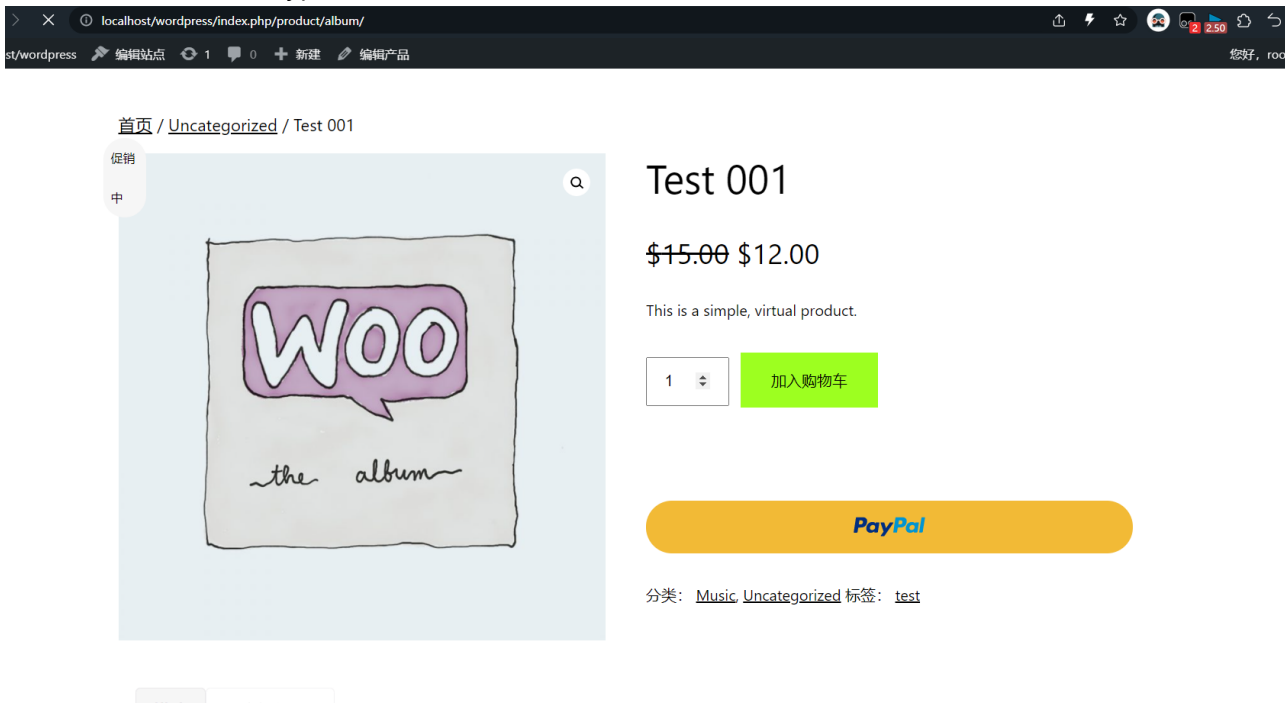 localhost/wordpress/index.php/product/album/
2 2.50
st/wordpress 编辑站点 1 0 新建 编辑产品 您好，roo
首页 / Uncategorized / Test 001
促销
中
Test 001
$15.00 $12.00
This is a simple, virtual product.
1 加入购物车
WOO
the album
PayPal
分类： Music, Uncategorized 标签： test